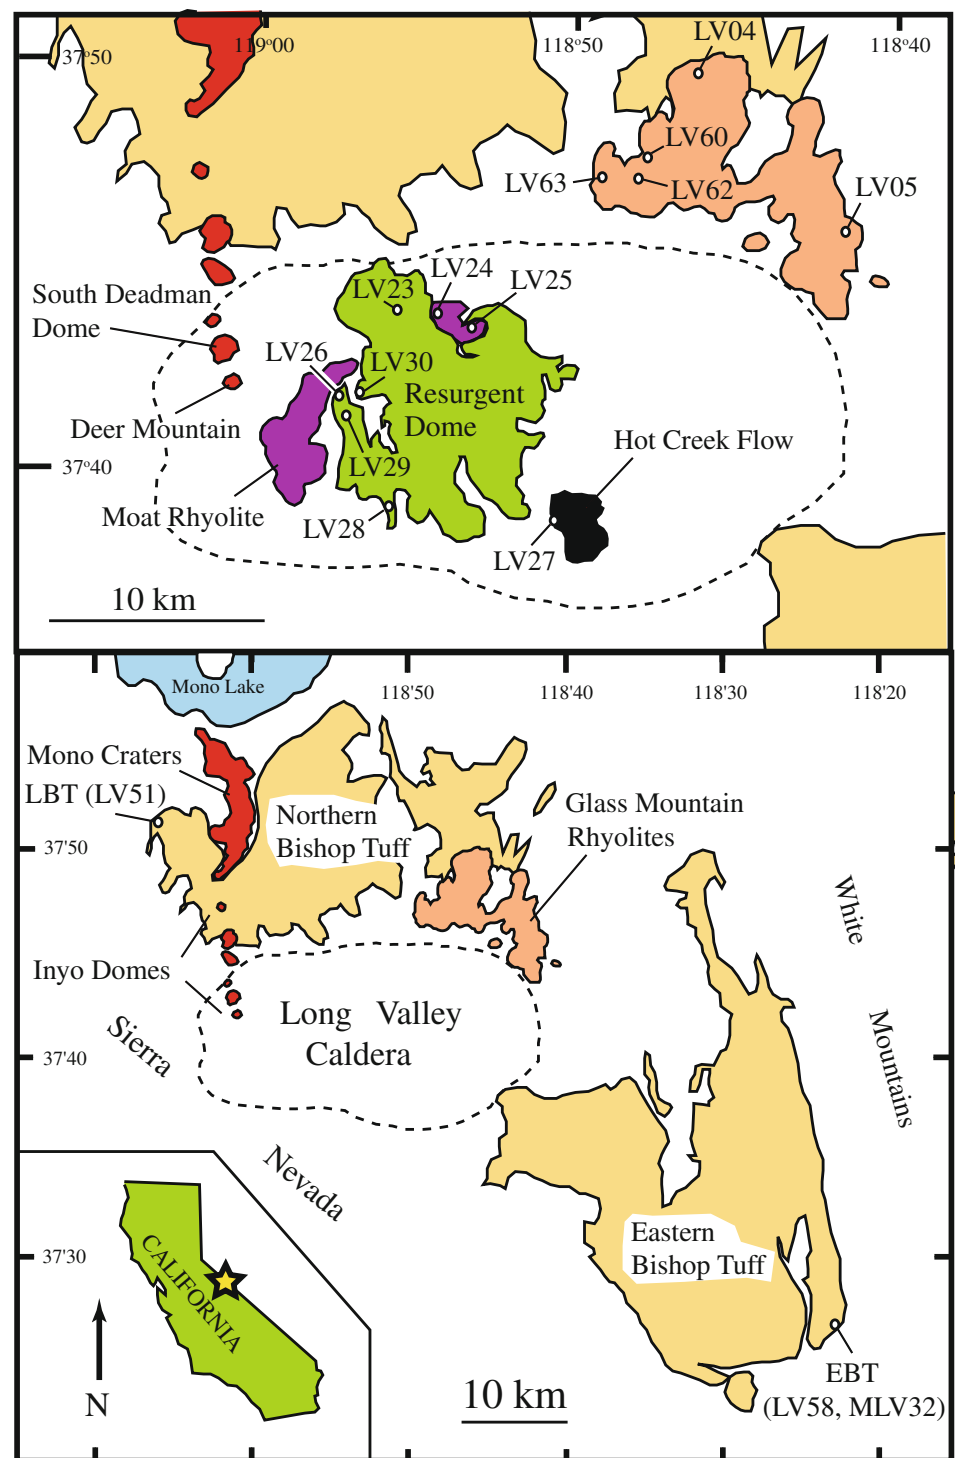 37°50
119°00
118°50
118°40
LV04
LV60
LV63
LV62
LV05
South Deadman
Dome
LV23
LV24
LV25
LV26
LV30
Resurgent
Dome
Deer Mountain
Hot Creek Flow
37°40
LV29
Moat Rhyolite
LV28
LV27
10 km
Mono Lake
118'50
118'40
118'30
118'20
Mono Craters
LBT (LV51)
Northern
Bishop Tuff
Glass Mountain
Rhyolites
37'50
White
Mountains
Inyo Domes
Long Valley
Caldera
Sierra
Nevada
37'40
37'30
Eastern
Bishop Tuff
CALIFORNIA
N
10 km
EBT
(LV58, MLV32)